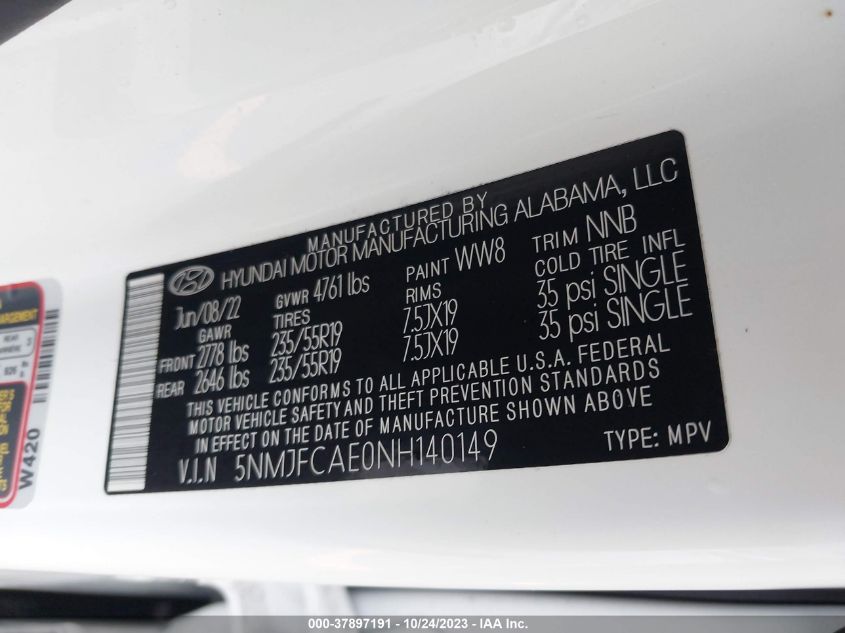 MANUFACTURED BY
HYUNDAI MOTOR MANUFACTURING ALABAMA, LLC
Jun/08/22 GVWR 4761 lbs PAINT WW8 TRIM NNB
GAWR TIRES RIMS COLD TIRE INFL
FRONT 2778 lbs 235/55R19 7.5JX19 35 psi SINGLE
REAR 2646 lbs 235/55R19 7.5JX19 35 psi SINGLE
THIS VEHICLE CONFORMS TO ALL APPLICABLE U.S.A. FEDERAL
MOTOR VEHICLE SAFETY AND THEFT PREVENTION STANDARDS
IN EFFECT ON THE DATE OF MANUFACTURE SHOWN ABOVE
V.I.N 5NMJFCAE0NH140149 TYPE: MPV
REAR
W420
000-37897191 - 10/24/2023 - IAA Inc.